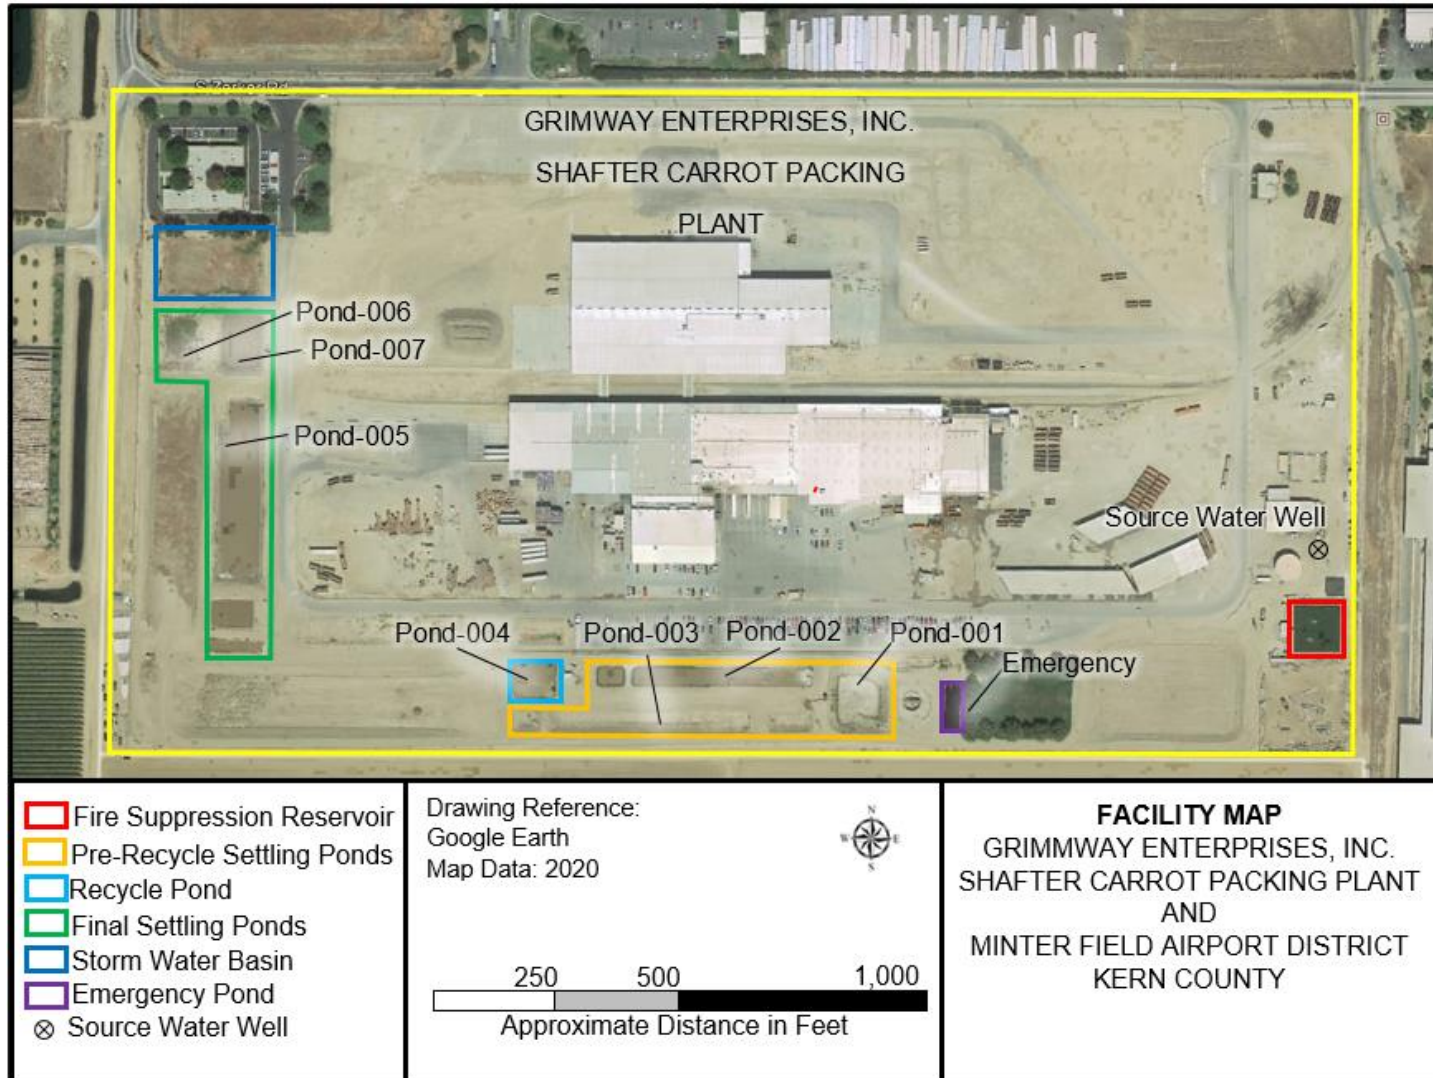 S Zerker Rd
GRIMWAY ENTERPRISES, INC.
SHAFTER CARROT PACKING
PLANT
Pond-006
Pond-007
Pond-005
Source Water Well
Pond-004
Pond-003
Pond-002
Pond-001
Emergency
Fire Suppression Reservoir
Pre-Recycle Settling Ponds
Recycle Pond
Final Settling Ponds
Storm Water Basin
Emergency Pond
Source Water Well
Drawing Reference:
Google Earth
Map Data: 2020
N
W E
S
250 500 1,000
Approximate Distance in Feet
FACILITY MAP
GRIMMWAY ENTERPRISES, INC.
SHAFTER CARROT PACKING PLANT
AND
MINTER FIELD AIRPORT DISTRICT
KERN COUNTY